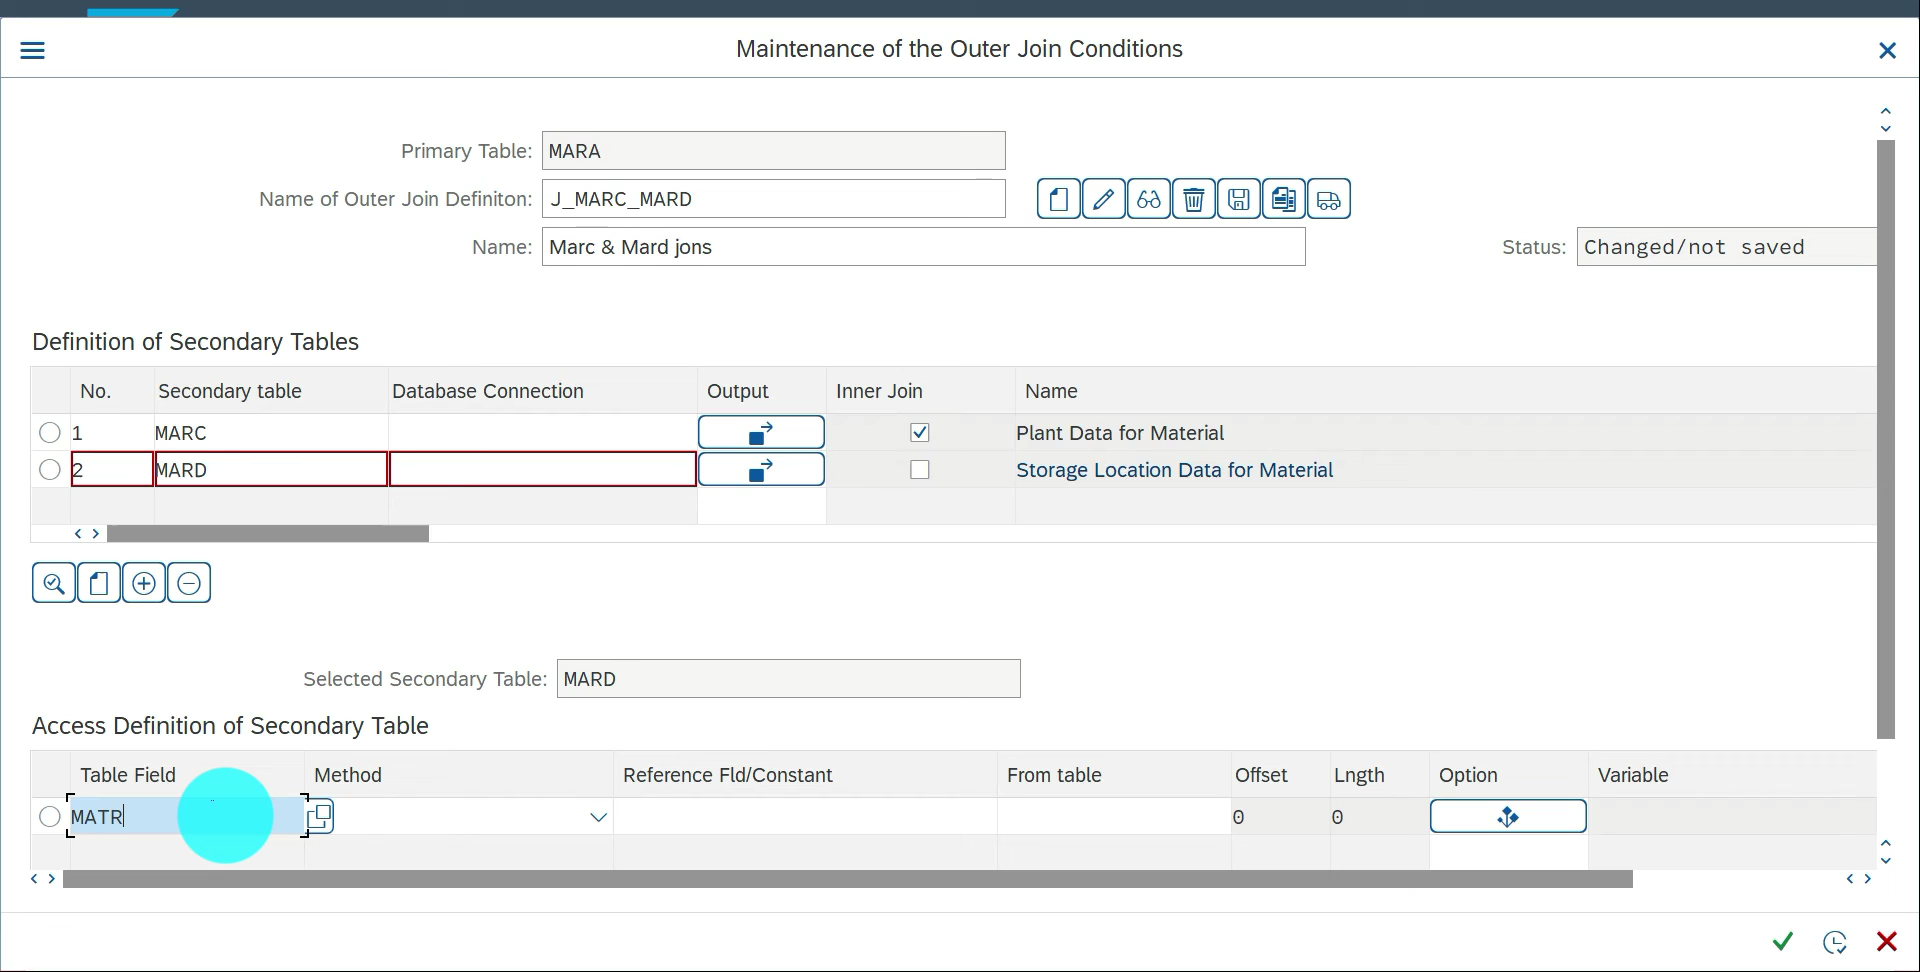 Maintenance of the Outer Join Conditions
Primary Table: MARA
Name of Outer Join Definiton: J_MARC_MARD
Name: Marc & Mard jons Status: Changed/not saved
Definition of Secondary Tables
No. Secondary table Database Connection Output Inner Join Name
1 MARC Plant Data for Material
2 MARD Storage Location Data for Material
Selected Secondary Table: MARD
Access Definition of Secondary Table
Table Field Method Reference Fld/Constant From table Offset Lngth Option Variable
MATR 0 0